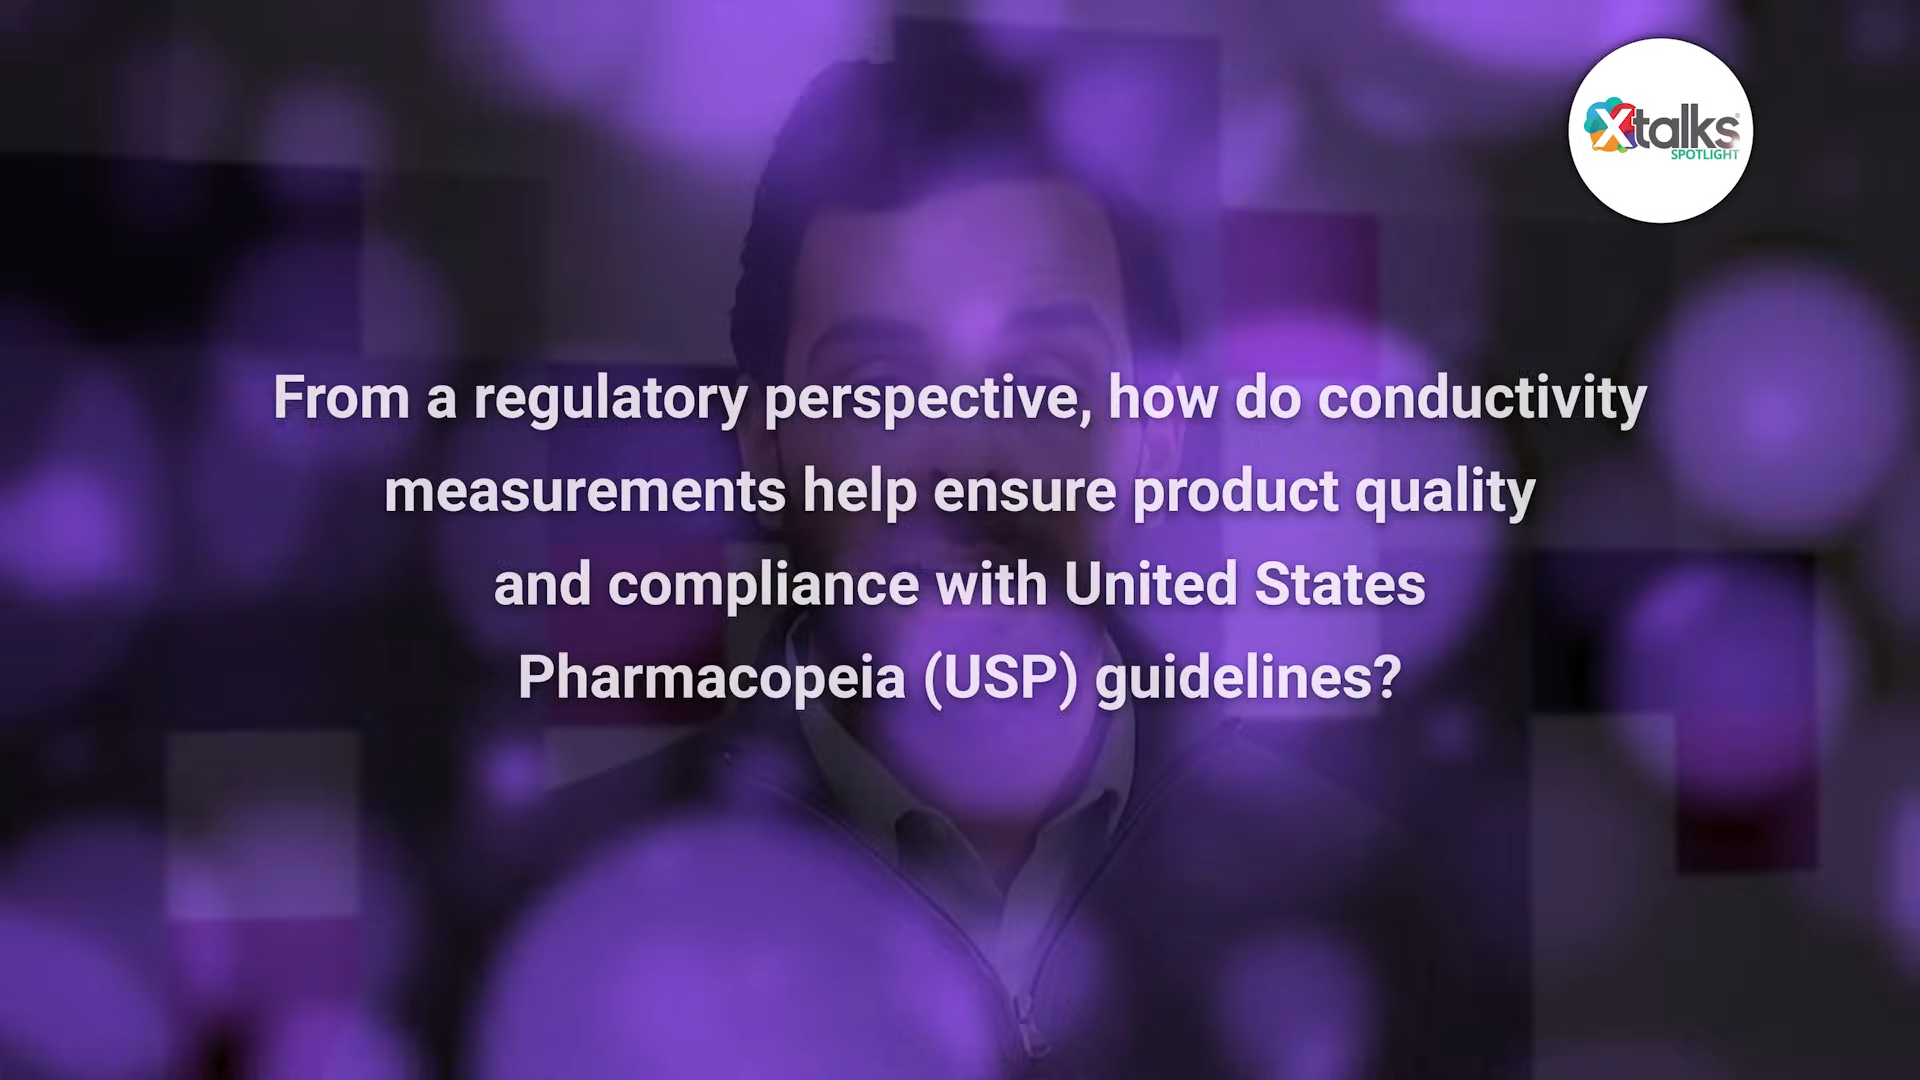 Xtalks
SPOTLIGHT
From a regulatory perspective, how do conductivity
measurements help ensure product quality
and compliance with United States
Pharmacopeia (USP) guidelines?